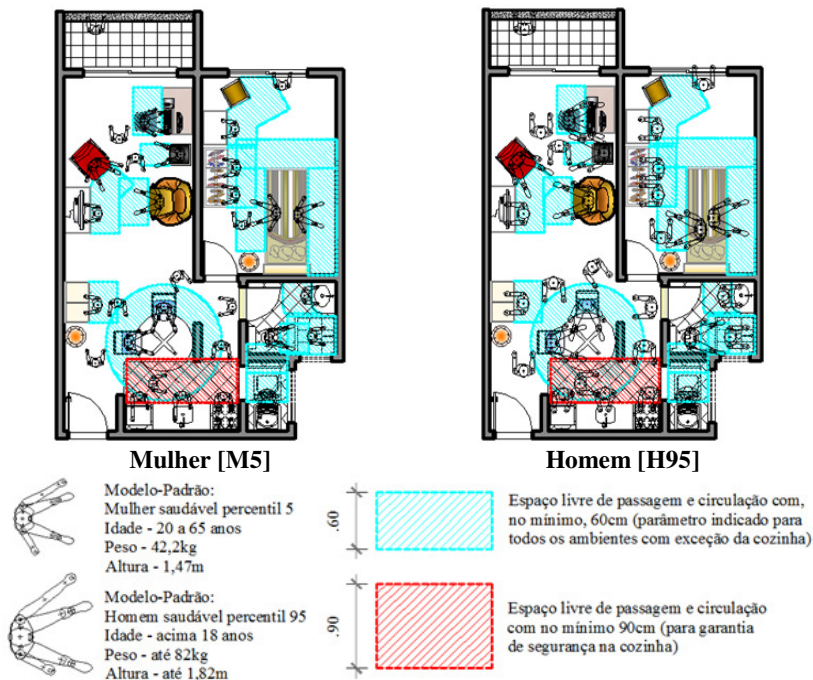 Mulher [M5]
Homem [H95]
Modelo-Padrão:
Mulher saudável percentil 5
Idade - 20 a 65 anos
Peso - 42,2kg
Altura - 1,47m
.60
Espaço livre de passagem e circulação com,
no mínimo, 60cm (parâmetro indicado para
todos os ambientes com exceção da cozinha)
Modelo-Padrão:
Homem saudável percentil 95
Idade - acima 18 anos
Peso - até 82kg
Altura - até 1,82m
.90
Espaço livre de passagem e circulação
com no mínimo 90cm (para garantia
de segurança na cozinha)